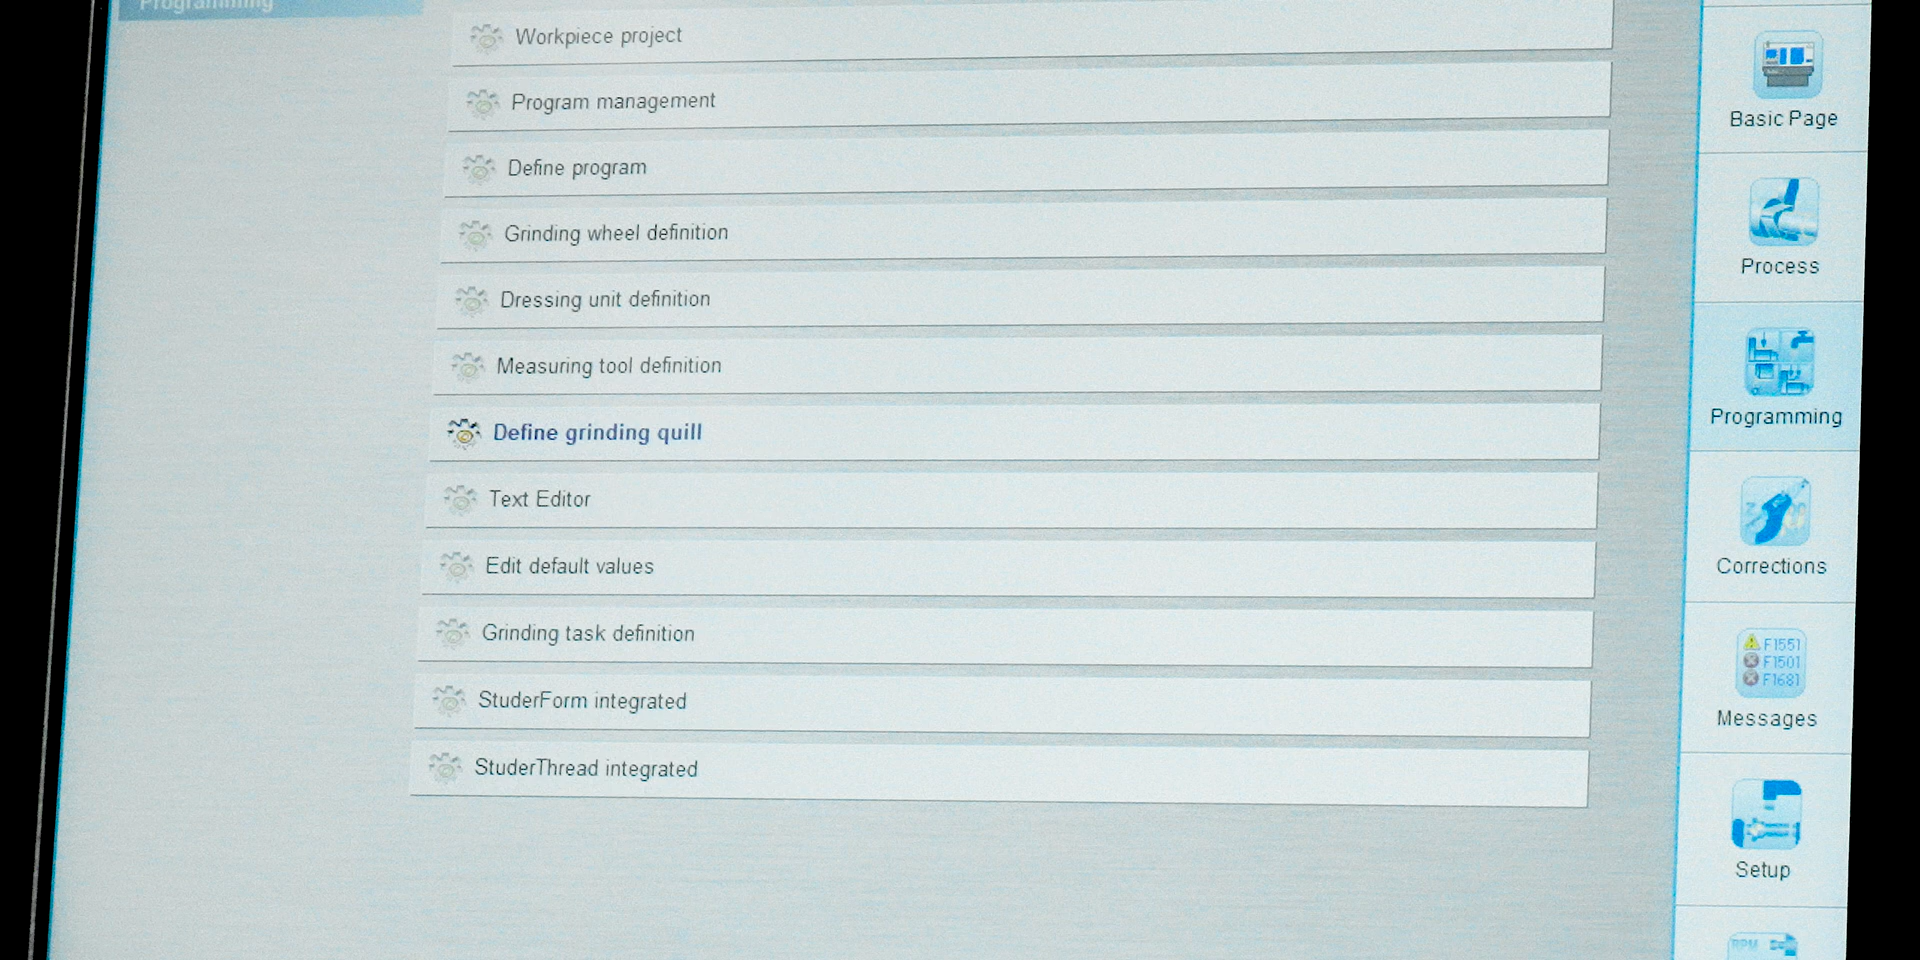 Programming
Workpiece project
Program management
Define program
Grinding wheel definition
Dressing unit definition
Measuring tool definition
Define grinding quill
Text Editor
Edit default values
Grinding task definition
StuderForm integrated
StuderThread integrated
Basic Page
Process
Programming
Corrections
F1551
F1501
F1681
Messages
Setup
RPM